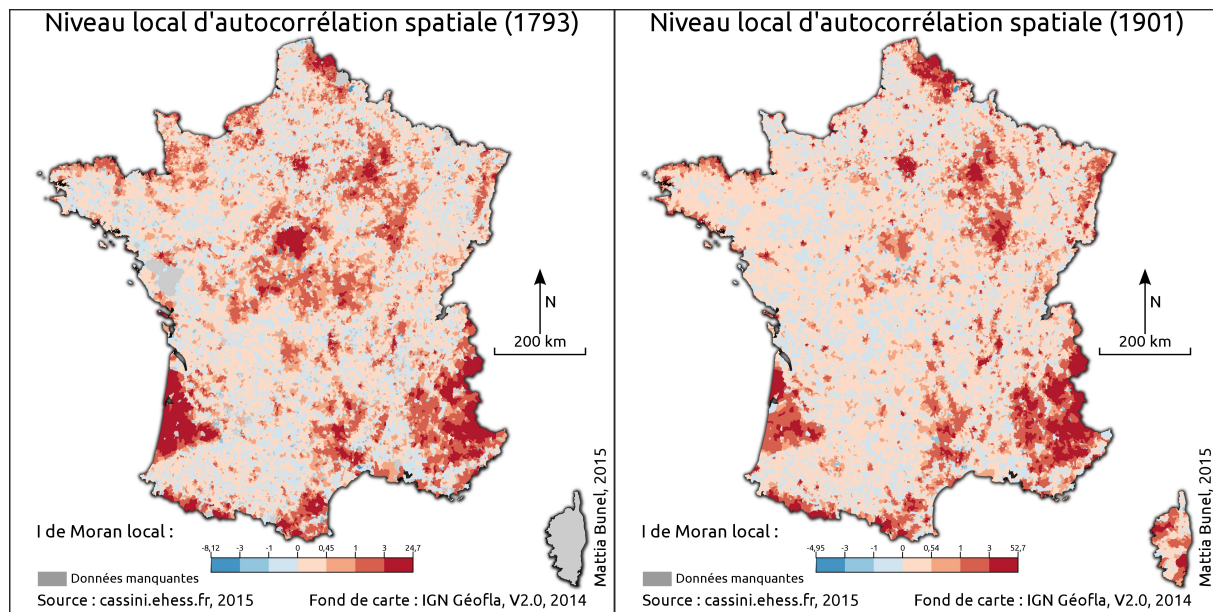 Niveau local d'autocorrélation spatiale (1793)
N
200 km
I de Moran local :
-8,12 -3 -1 0 0,45 1 3 24,7
Données manquantes
Source : cassini.ehess.fr, 2015 Fond de carte : IGN Géofla, V2.0, 2014
Mattia Bunel, 2015
Niveau local d'autocorrélation spatiale (1901)
N
200 km
I de Moran local :
-4,95 -3 -1 0 0,54 1 3 52,7
Données manquantes
Source : cassini.ehess.fr, 2015 Fond de carte : IGN Géofla, V2.0, 2014
Mattia Bunel, 2015